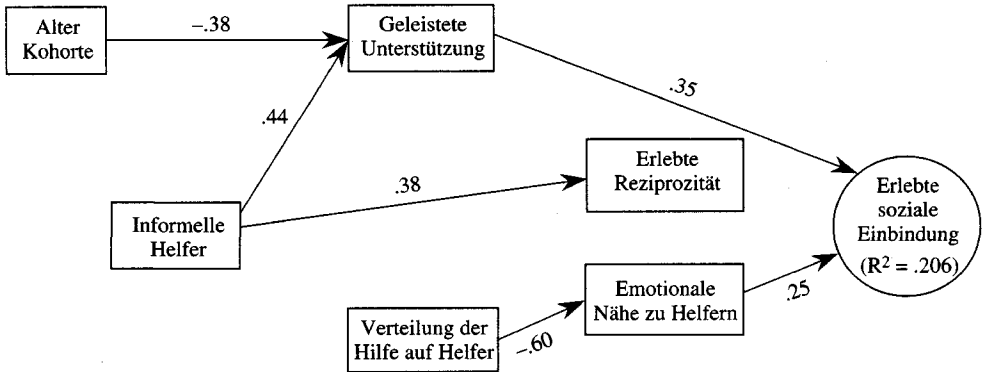 Alter
Kohorte
–.38
Geleistete
Unterstützung
.44
.35
Informelle
Helfer
.38
Erlebte
Reziprozität
Erlebte
soziale
Einbindung
(R² = .206)
Verteilung der
Hilfe auf Helfer
–.60
Emotionale
Nähe zu Helfern
.25